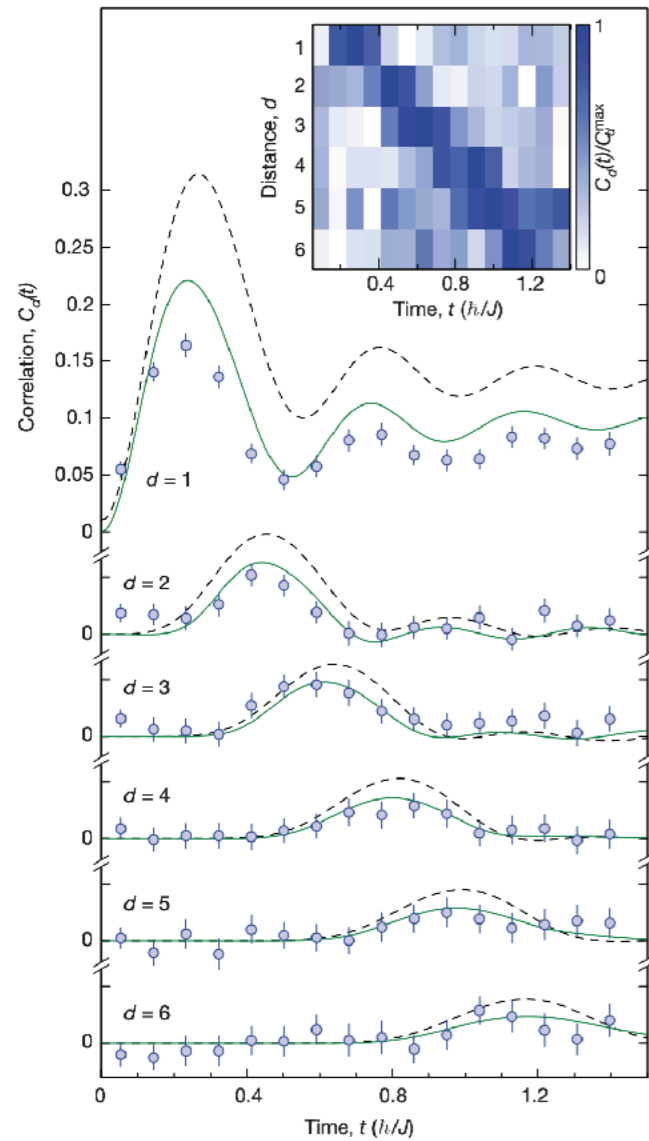 1
2
3
4
5
6
Distance, d
0.4
0.8
1.2
Time, t (ħ/J)
1
0
C_d(t)/C_d^max
0.3
0.25
0.2
0.15
0.1
0.05
0
Correlation, C_d(t)
d = 1
d = 2
0
d = 3
0
d = 4
0
d = 5
0
d = 6
0
0
0.4
0.8
1.2
Time, t (ħ/J)